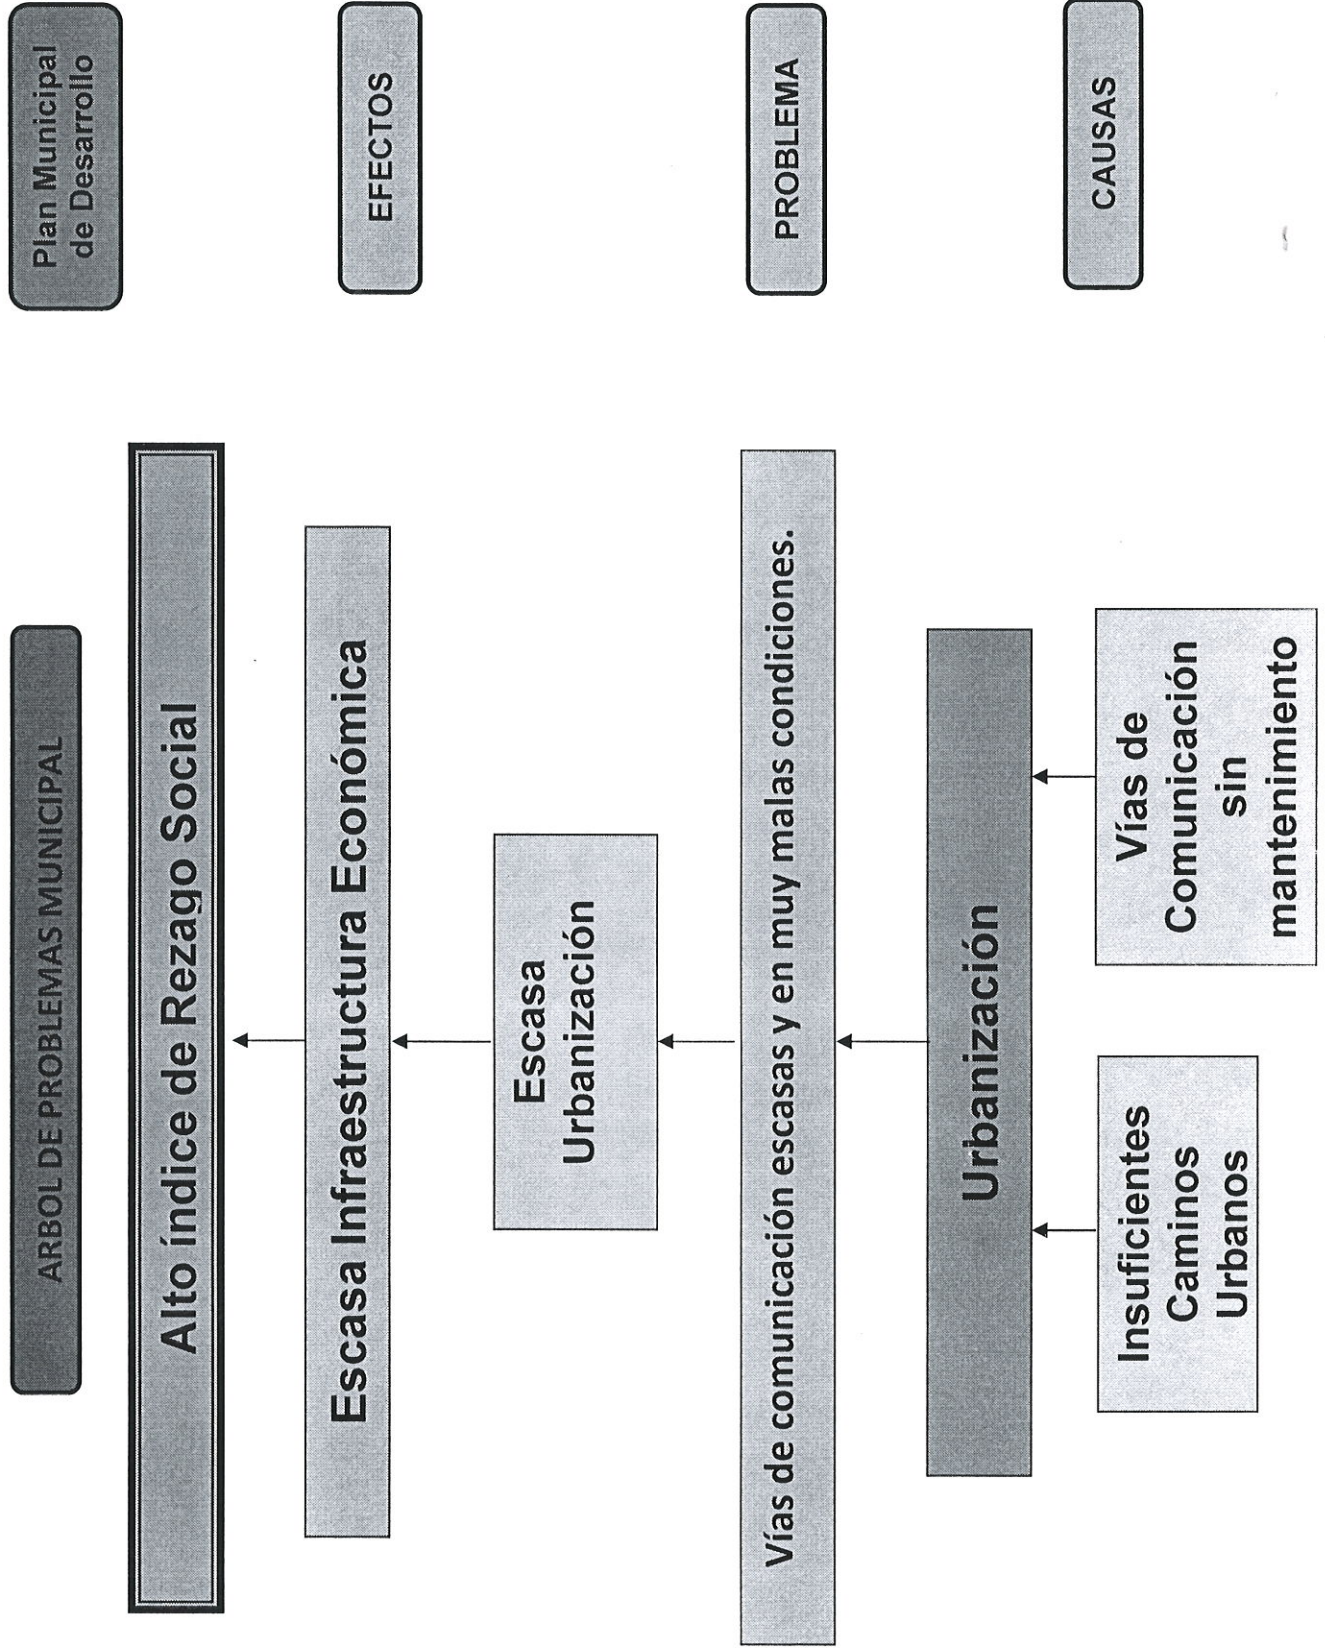 ARBOL DE PROBLEMAS MUNICIPAL
Plan Municipal
de Desarrollo
Alto índice de Rezago Social
EFECTOS
Escasa Infraestructura Económica
Escasa
Urbanización
PROBLEMA
Vías de comunicación escasas y en muy malas condiciones.
Urbanización
CAUSAS
Insuficientes
Caminos
Urbanos
Vías de
Comunicación
sin
mantenimiento